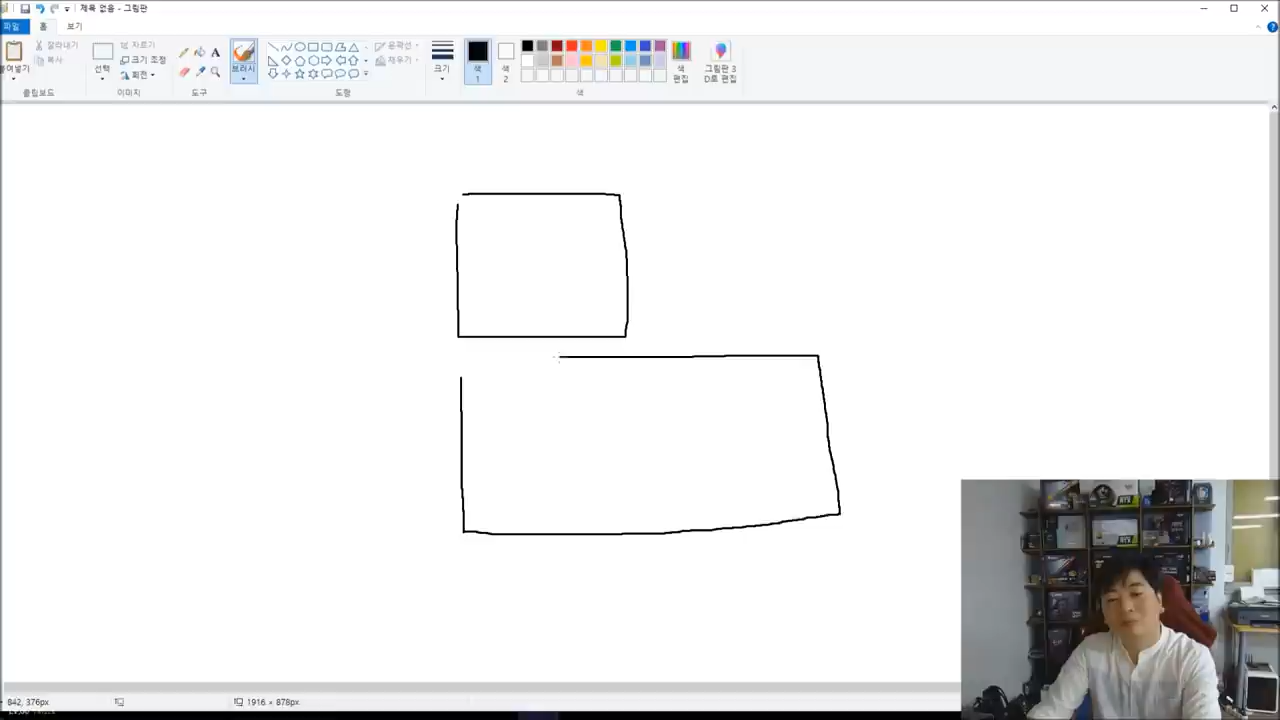 제목 없음 - 그림판
파일 홈 보기
잘라내기
복사
붙여넣기
클립보드
선택
자르기
크기 조정
회전
이미지
도구
브러시
윤곽선
채우기
도형
크기
색
1
색
2
색
편집
그림판 3
D로 편집
색
842, 376px
1916 × 878px